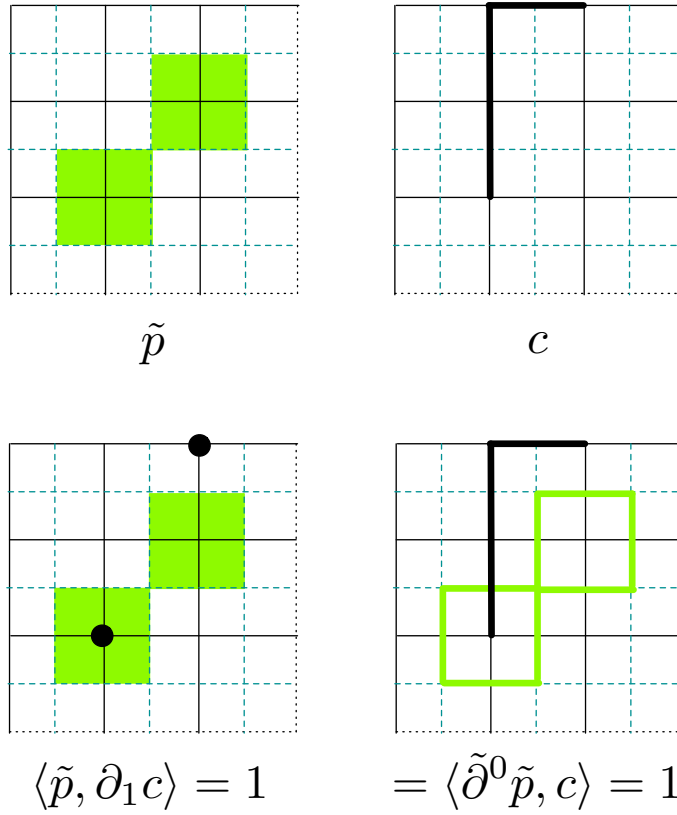 p̃
c
⟨p̃, ∂₁c⟩ = 1
= ⟨∂̃⁰p̃, c⟩ = 1